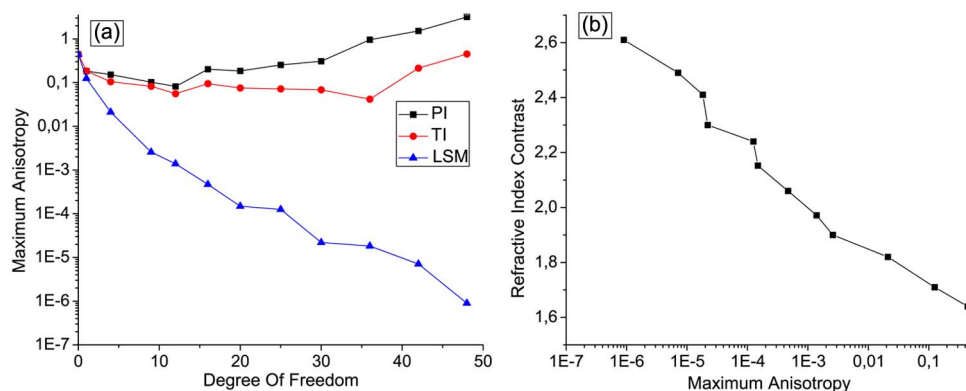 (a)
1
0,1
0,01
1E-3
1E-4
1E-5
1E-6
1E-7
Maximum Anisotropy
PI
TI
LSM
0 10 20 30 40 50
Degree Of Freedom
(b)
2,6
2,4
2,2
2,0
1,8
1,6
Refractive Index Contrast
1E-7 1E-6 1E-5 1E-4 1E-3 0,01 0,1
Maximum Anisotropy